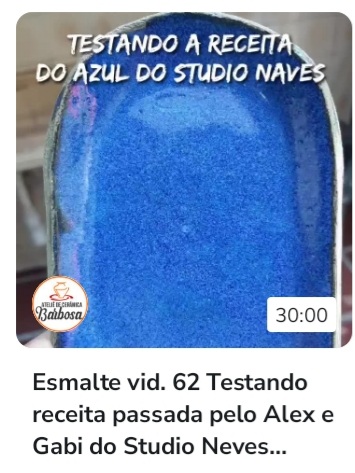 TESTANDO A RECEITA
DO AZUL DO STUDIO NAVES
ATELIÊ DE CERÂMICA
Barbosa
30:00
Esmalte vid. 62 Testando
receita passada pelo Alex e
Gabi do Studio Neves...